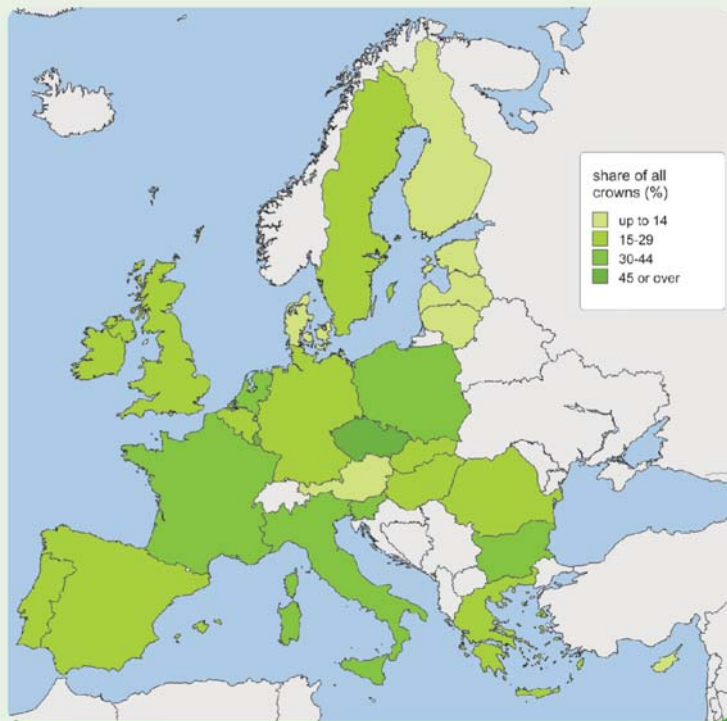 share of all
crowns (%)
up to 14
15-29
30-44
45 or over